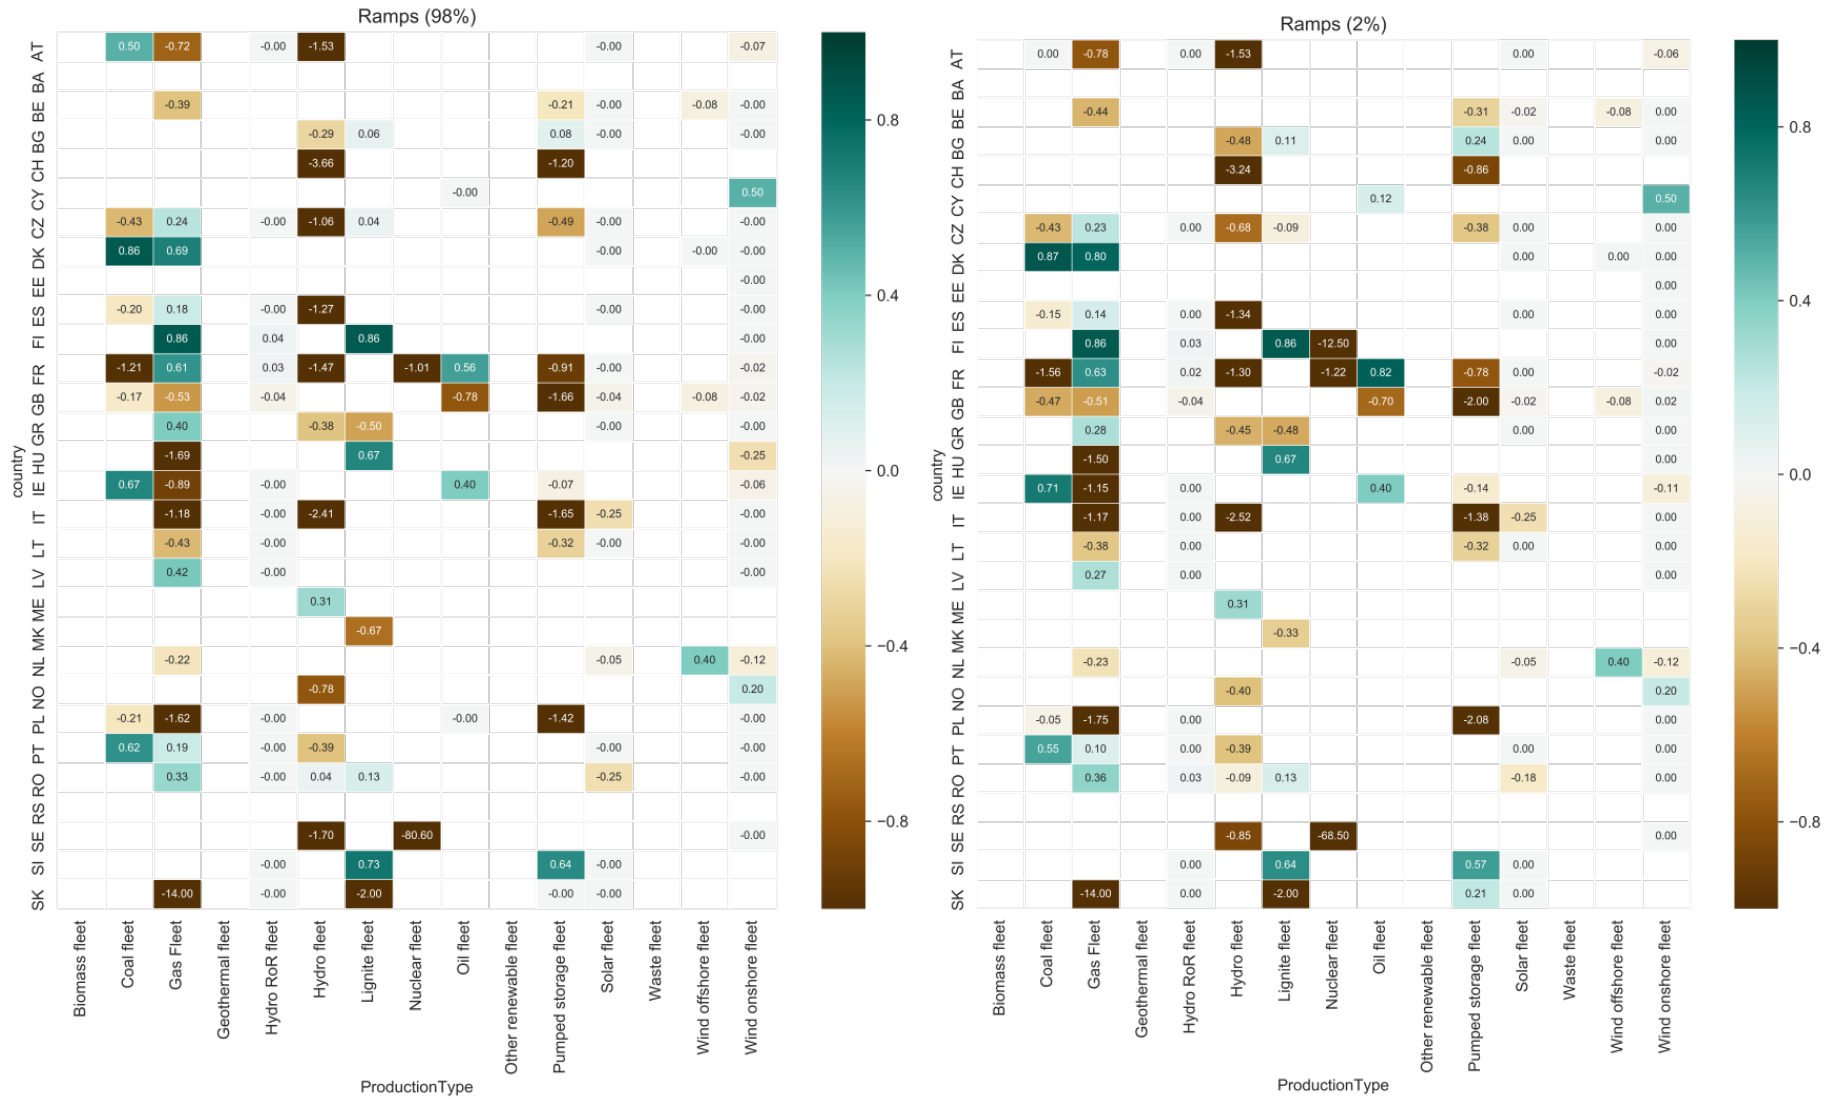 Ramps (98%)
AT 0.50 -0.72 -0.00 -1.53 -0.00 -0.07
BA
BE -0.39 -0.21 -0.00 -0.08 -0.00
BG -0.29 0.06 0.08 -0.00 -0.00
CH -3.66 -1.20
CY -0.00 0.50
CZ -0.43 0.24 -0.00 -1.06 0.04 -0.49 -0.00 -0.00
DK 0.86 0.69 -0.00 -0.00 -0.00
EE -0.00
ES -0.20 0.18 -0.00 -1.27 -0.00 -0.00
FI 0.86 0.04 0.86 -0.00
FR -1.21 0.61 0.03 -1.47 -1.01 0.56 -0.91 -0.00 -0.02
GB -0.17 -0.53 -0.04 -0.78 -1.66 -0.04 -0.08 -0.02
GR 0.40 -0.38 -0.50 -0.00 -0.00
HU -1.69 0.67 -0.25
IE 0.67 -0.89 -0.00 0.40 -0.07 -0.06
IT -1.18 -0.00 -2.41 -1.65 -0.25 -0.00
LT -0.43 -0.00 -0.32 -0.00 -0.00
LV 0.42 -0.00 -0.00
ME 0.31
MK -0.67
NL -0.22 -0.05 0.40 -0.12
NO -0.78 0.20
PL -0.21 -1.62 -0.00 -0.00 -1.42 -0.00
PT 0.62 0.19 -0.00 -0.39 -0.00 -0.00
RO 0.33 -0.00 0.04 0.13 -0.25 -0.00
RS
SE -1.70 -80.60 -0.00
SI -0.00 0.73 0.64 -0.00
SK -14.00 -0.00 -2.00 -0.00 -0.00
country
Biomass fleet
Coal fleet
Gas Fleet
Geothermal fleet
Hydro RoR fleet
Hydro fleet
Lignite fleet
Nuclear fleet
Oil fleet
Other renewable fleet
Pumped storage fleet
Solar fleet
Waste fleet
Wind offshore fleet
Wind onshore fleet
ProductionType
0.8
0.4
0.0
−0.4
−0.8
Ramps (2%)
AT 0.00 -0.78 0.00 -1.53 0.00 -0.06
BA
BE -0.44 -0.31 -0.02 -0.08 0.00
BG -0.48 0.11 0.24 0.00 0.00
CH -3.24 -0.86
CY 0.12 0.50
CZ -0.43 0.23 0.00 -0.68 -0.09 -0.38 0.00 0.00
DK 0.87 0.80 0.00 0.00 0.00
EE 0.00
ES -0.15 0.14 0.00 -1.34 0.00 0.00
FI 0.86 0.03 0.86 -12.50 0.00
FR -1.56 0.63 0.02 -1.30 -1.22 0.82 -0.78 0.00 -0.02
GB -0.47 -0.51 -0.04 -0.70 -2.00 -0.02 -0.08 0.02
GR 0.28 -0.45 -0.48 0.00 0.00
HU -1.50 0.67 0.00
IE 0.71 -1.15 0.00 0.40 -0.14 -0.11
IT -1.17 0.00 -2.52 -1.38 -0.25 0.00
LT -0.38 0.00 -0.32 0.00 0.00
LV 0.27 0.00 0.00
ME 0.31
MK -0.33
NL -0.23 -0.05 0.40 -0.12
NO -0.40 0.20
PL -0.05 -1.75 0.00 -2.08 0.00
PT 0.55 0.10 0.00 -0.39 0.00 0.00
RO 0.36 0.03 -0.09 0.13 -0.18 0.00
RS
SE -0.85 -68.50 0.00
SI 0.00 0.64 0.57 0.00
SK -14.00 0.00 -2.00 0.21 0.00
country
Biomass fleet
Coal fleet
Gas Fleet
Geothermal fleet
Hydro RoR fleet
Hydro fleet
Lignite fleet
Nuclear fleet
Oil fleet
Other renewable fleet
Pumped storage fleet
Solar fleet
Waste fleet
Wind offshore fleet
Wind onshore fleet
ProductionType
0.8
0.4
0.0
−0.4
−0.8